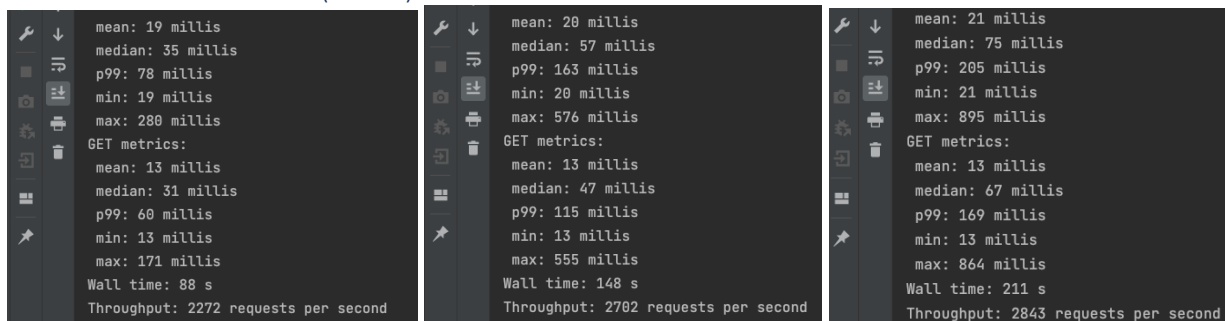 mean: 19 millis
median: 35 millis
p99: 78 millis
min: 19 millis
max: 280 millis
GET metrics:
mean: 13 millis
median: 31 millis
p99: 60 millis
min: 13 millis
max: 171 millis
Wall time: 88 s
Throughput: 2272 requests per second
mean: 20 millis
median: 57 millis
p99: 163 millis
min: 20 millis
max: 576 millis
GET metrics:
mean: 13 millis
median: 47 millis
p99: 115 millis
min: 13 millis
max: 555 millis
Wall time: 148 s
Throughput: 2702 requests per second
mean: 21 millis
median: 75 millis
p99: 205 millis
min: 21 millis
max: 895 millis
GET metrics:
mean: 13 millis
median: 67 millis
p99: 169 millis
min: 13 millis
max: 864 millis
Wall time: 211 s
Throughput: 2843 requests per second